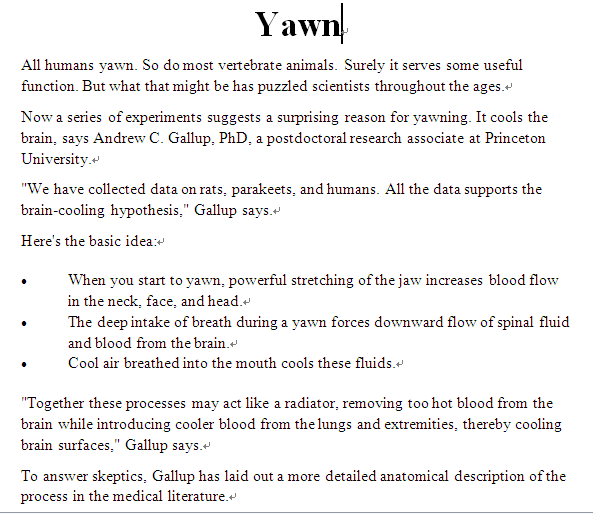 Yawn
All humans yawn. So do most vertebrate animals. Surely it serves some useful
function. But what that might be has puzzled scientists throughout the ages.
Now a series of experiments suggests a surprising reason for yawning. It cools the
brain, says Andrew C. Gallup, PhD, a postdoctoral research associate at Princeton
University.
"We have collected data on rats, parakeets, and humans. All the data supports the
brain-cooling hypothesis," Gallup says.
Here's the basic idea:
• When you start to yawn, powerful stretching of the jaw increases blood flow
in the neck, face, and head.
• The deep intake of breath during a yawn forces downward flow of spinal fluid
and blood from the brain.
• Cool air breathed into the mouth cools these fluids.
"Together these processes may act like a radiator, removing too hot blood from the
brain while introducing cooler blood from the lungs and extremities, thereby cooling
brain surfaces," Gallup says.
To answer skeptics, Gallup has laid out a more detailed anatomical description of the
process in the medical literature.